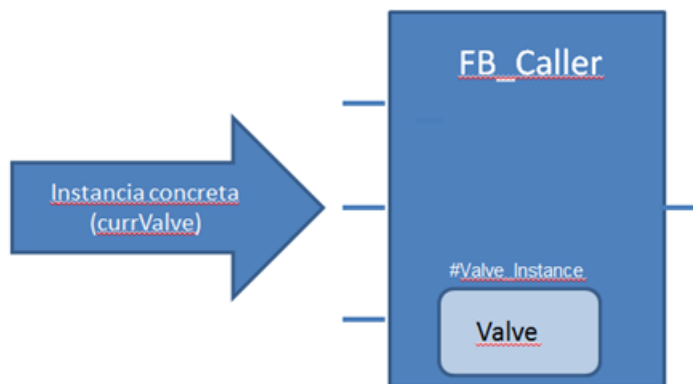 FB_Caller
Instancia concreta
(currValve)
#Valve_Instance
Valve